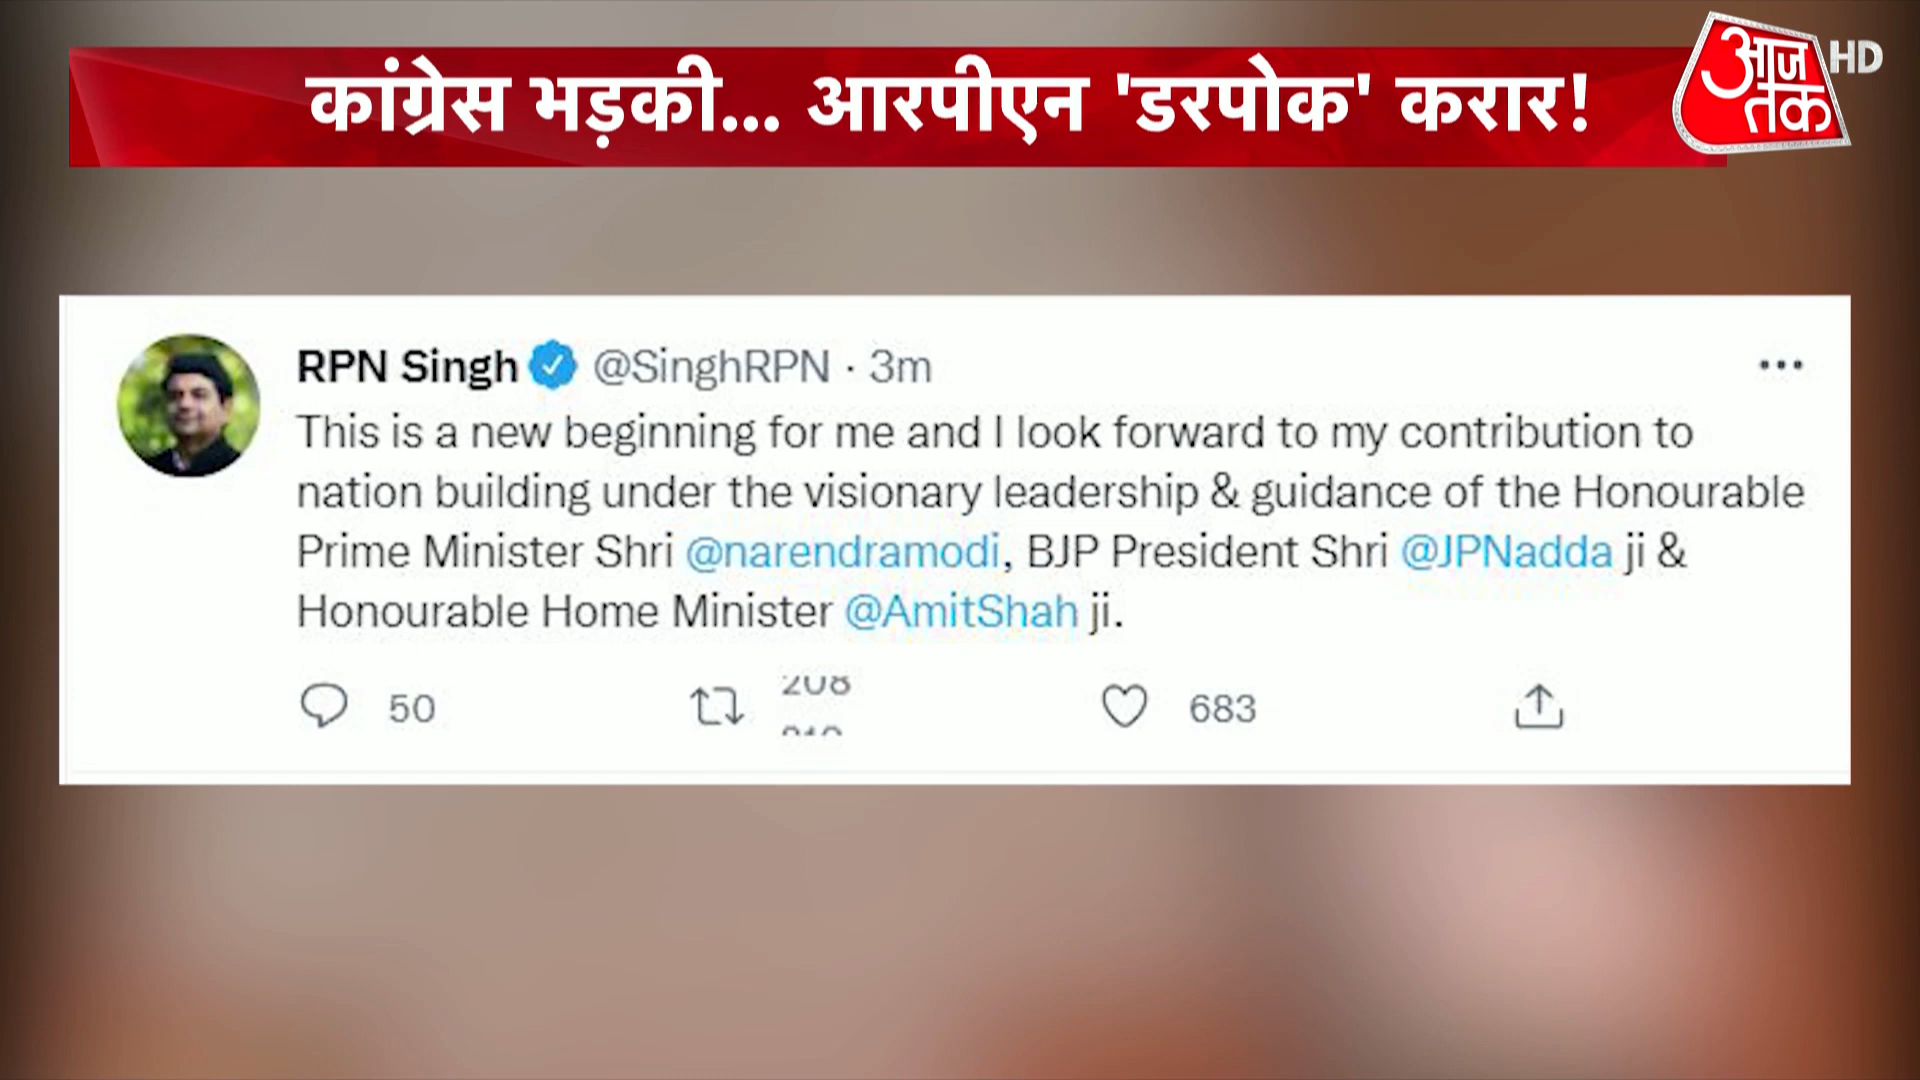 कांग्रेस भड़की... आरपीएन 'डरपोक' करार!
आज तक HD
RPN Singh @SinghRPN · 3m
This is a new beginning for me and I look forward to my contribution to
nation building under the visionary leadership & guidance of the Honourable
Prime Minister Shri @narendramodi, BJP President Shri @JPNadda ji &
Honourable Home Minister @AmitShah ji.
50 208 683